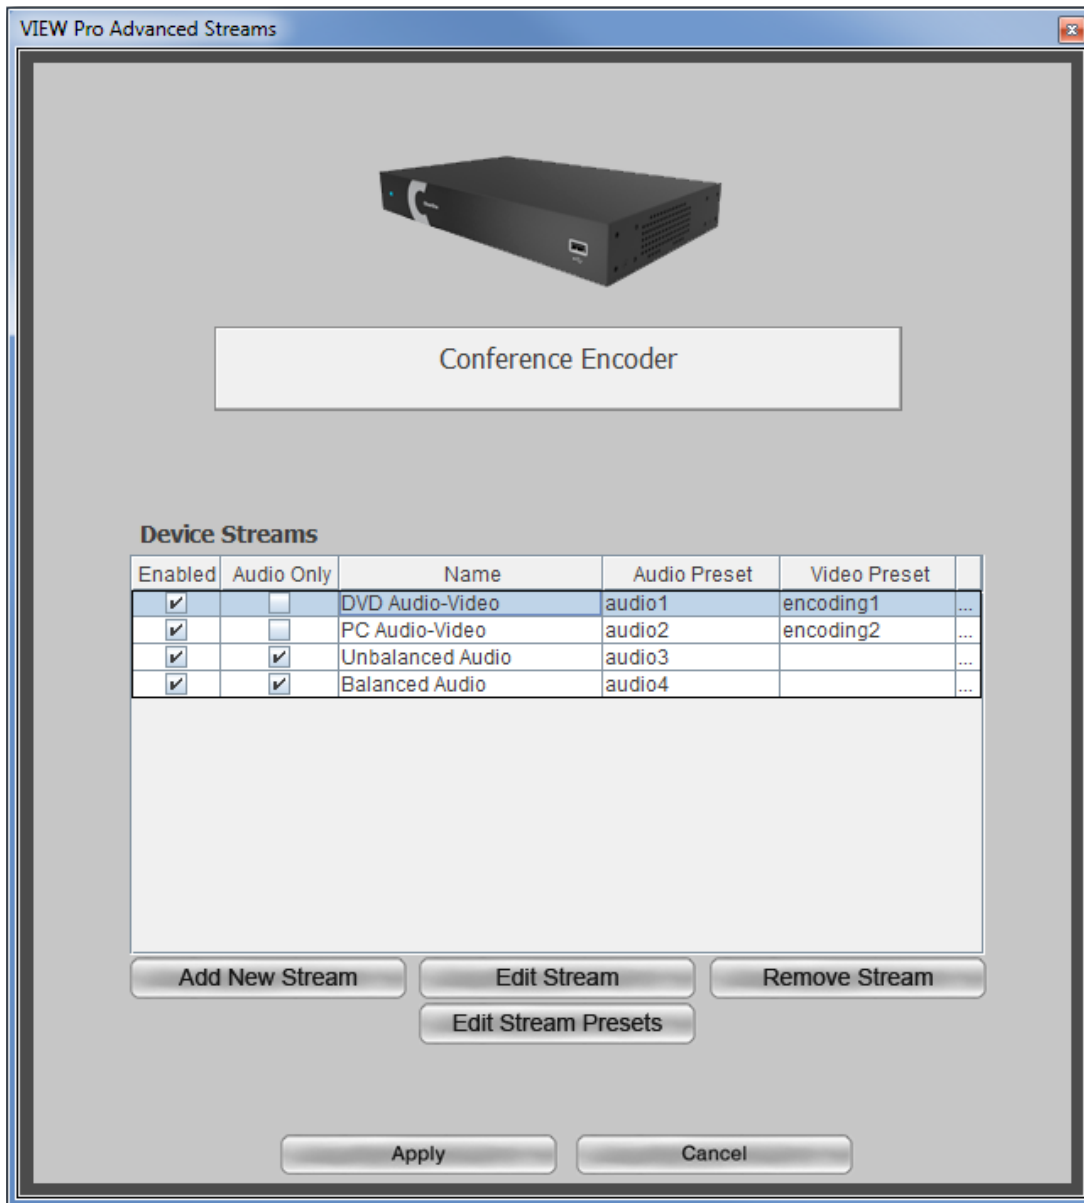 VIEW Pro Advanced Streams
Conference Encoder
Device Streams
Enabled Audio Only Name Audio Preset Video Preset
DVD Audio-Video audio1 encoding1 ...
PC Audio-Video audio2 encoding2 ...
Unbalanced Audio audio3 ...
Balanced Audio audio4 ...
Add New Stream Edit Stream Remove Stream
Edit Stream Presets
Apply Cancel